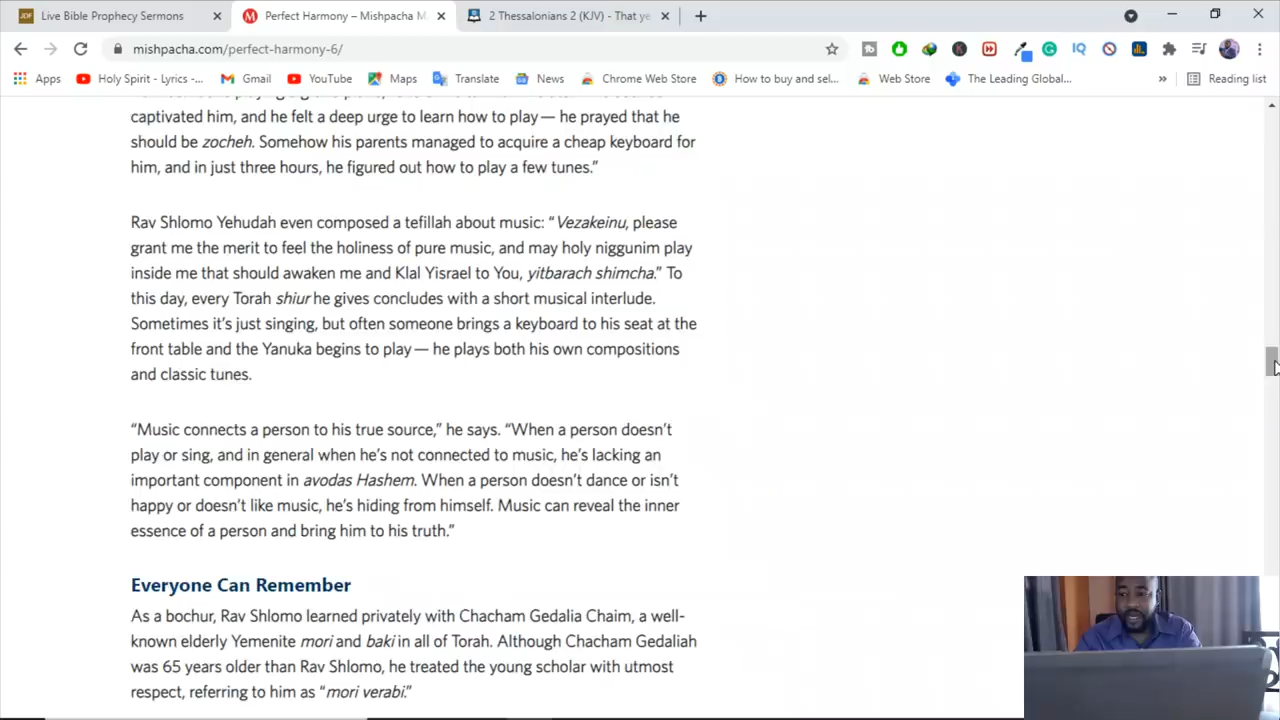 Live Bible Prophecy Sermons
Perfect Harmony – Mishpacha M
2 Thessalonians 2 (KJV) - That ye
mishpacha.com/perfect-harmony-6/
Apps
Holy Spirit - Lyrics -...
Gmail
YouTube
Maps
Translate
News
Chrome Web Store
How to buy and sel...
Web Store
The Leading Global...
»
Reading list
captivated him, and he felt a deep urge to learn how to play — he prayed that he
should be zocheh. Somehow his parents managed to acquire a cheap keyboard for
him, and in just three hours, he figured out how to play a few tunes.”
Rav Shlomo Yehudah even composed a tefillah about music: “Vezakeinu, please
grant me the merit to feel the holiness of pure music, and may holy niggunim play
inside me that should awaken me and Klal Yisrael to You, yitbarach shimcha.” To
this day, every Torah shiur he gives concludes with a short musical interlude.
Sometimes it’s just singing, but often someone brings a keyboard to his seat at the
front table and the Yanuka begins to play — he plays both his own compositions
and classic tunes.
“Music connects a person to his true source,” he says. “When a person doesn’t
play or sing, and in general when he’s not connected to music, he’s lacking an
important component in avodas Hashem. When a person doesn’t dance or isn’t
happy or doesn’t like music, he’s hiding from himself. Music can reveal the inner
essence of a person and bring him to his truth.”
Everyone Can Remember
As a bochur, Rav Shlomo learned privately with Chacham Gedalia Chaim, a well-
known elderly Yemenite mori and baki in all of Torah. Although Chacham Gedaliah
was 65 years older than Rav Shlomo, he treated the young scholar with utmost
respect, referring to him as “mori verabi.”